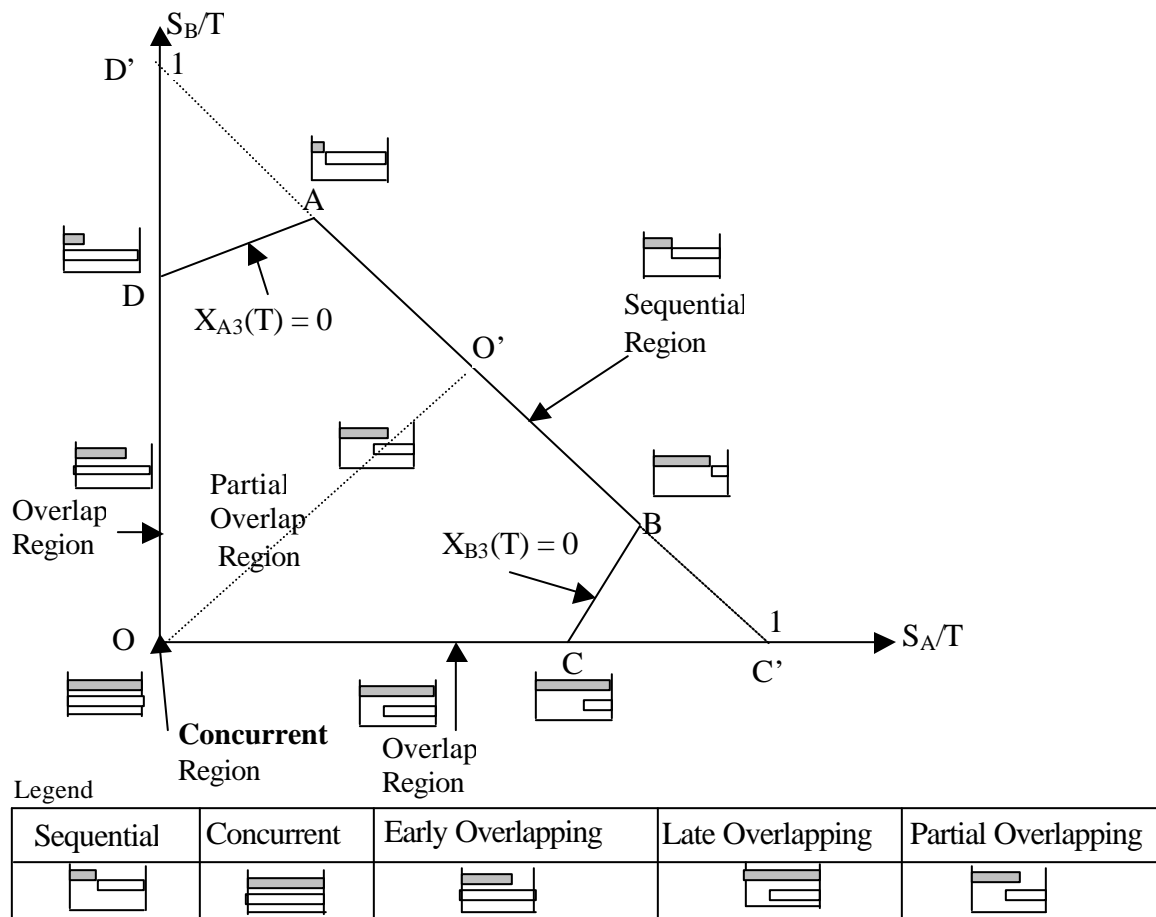 S_B/T
D’ 1
A
D
X_A3(T) = 0
Sequential
Region
O’
Partial
Overlap
Region
Overlap
Region
B
X_B3(T) = 0
1
O
S_A/T
C
C’
Concurrent
Region
Overlap
Region
Legend
Sequential Concurrent Early Overlapping Late Overlapping Partial Overlapping